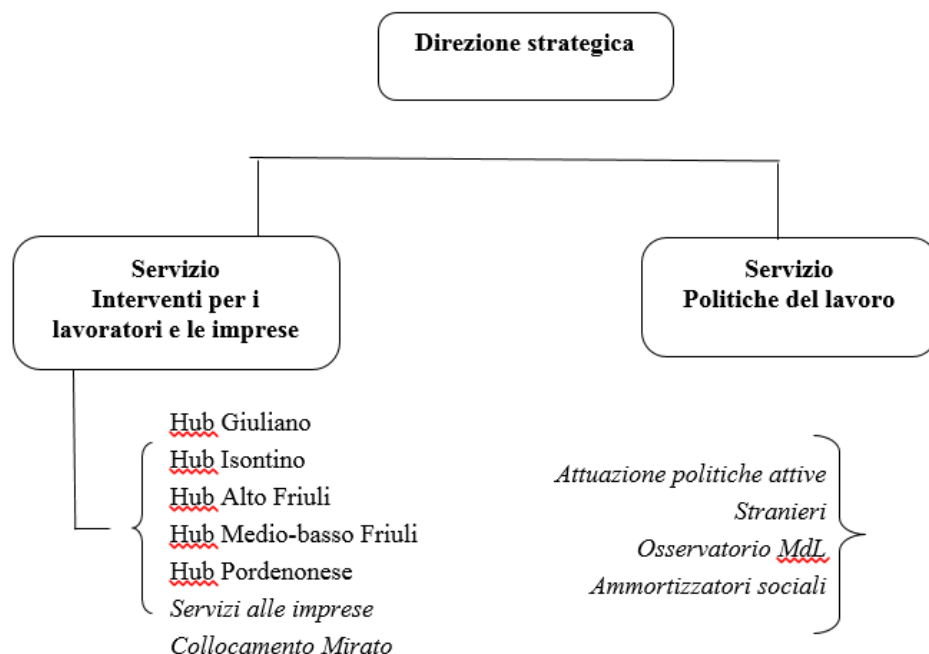 Direzione strategica
Servizio
Interventi per i
lavoratori e le imprese
Servizio
Politiche del lavoro
Hub Giuliano
Hub Isontino
Hub Alto Friuli
Hub Medio-basso Friuli
Hub Pordenonese
Servizi alle imprese
Collocamento Mirato
Attuazione politiche attive
Stranieri
Osservatorio MdL
Ammortizzatori sociali